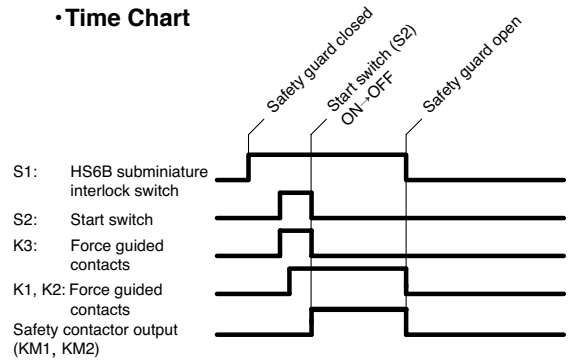 ・Time Chart
Safety guard closed
Start switch (S2)
ON→OFF
Safety guard open
S1: HS6B subminiature
interlock switch
S2: Start switch
K3: Force guided
contacts
K1, K2: Force guided
contacts
Safety contactor output
(KM1, KM2)